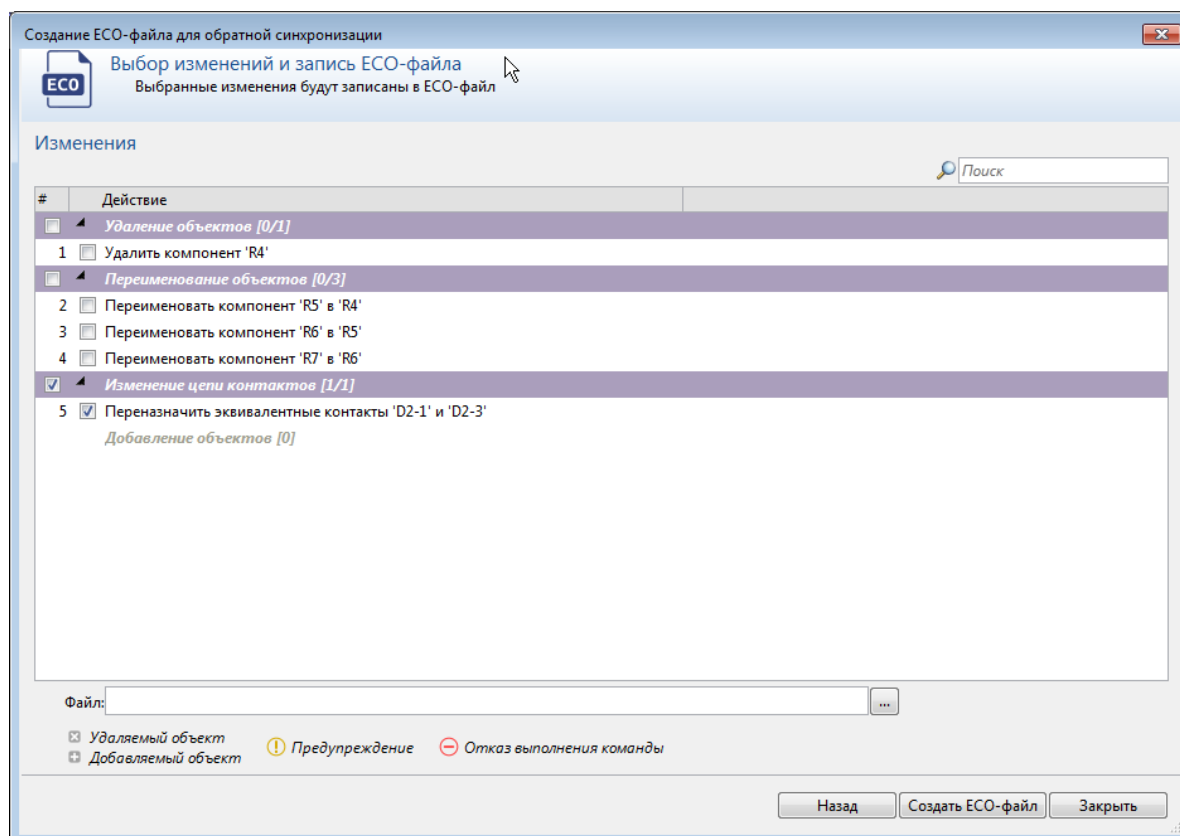 Создание ECO-файла для обратной синхронизации
ECO
Выбор изменений и запись ECO-файла
Выбранные изменения будут записаны в ECO-файл
Изменения
Поиск
# Действие
Удаление объектов [0/1]
1 Удалить компонент 'R4'
Переименование объектов [0/3]
2 Переименовать компонент 'R5' в 'R4'
3 Переименовать компонент 'R6' в 'R5'
4 Переименовать компонент 'R7' в 'R6'
Изменение цепи контактов [1/1]
5 Переназначить эквивалентные контакты 'D2-1' и 'D2-3'
Добавление объектов [0]
Файл: ...
Удаляемый объект
Добавляемый объект
Предупреждение
Отказ выполнения команды
Назад Создать ECO-файл Закрыть